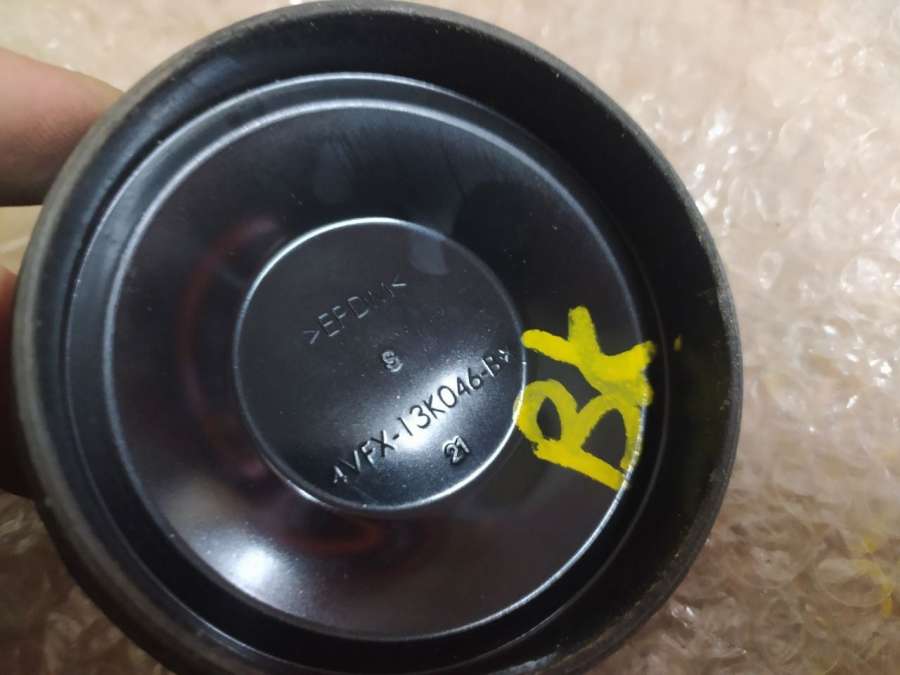 >EPDM<
S
4VFX-13K046-B>
21
BK